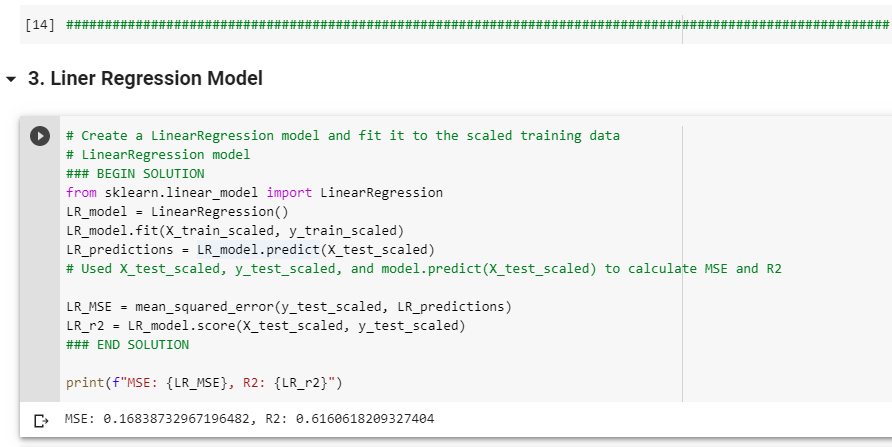 [14] ####################################################################################################
3. Liner Regression Model
# Create a LinearRegression model and fit it to the scaled training data
# LinearRegression model
### BEGIN SOLUTION
from sklearn.linear_model import LinearRegression
LR_model = LinearRegression()
LR_model.fit(X_train_scaled, y_train_scaled)
LR_predictions = LR_model.predict(X_test_scaled)
# Used X_test_scaled, y_test_scaled, and model.predict(X_test_scaled) to calculate MSE and R2
LR_MSE = mean_squared_error(y_test_scaled, LR_predictions)
LR_r2 = LR_model.score(X_test_scaled, y_test_scaled)
### END SOLUTION
print(f"MSE: {LR_MSE}, R2: {LR_r2}")
MSE: 0.16838732967196482, R2: 0.6160618209327404